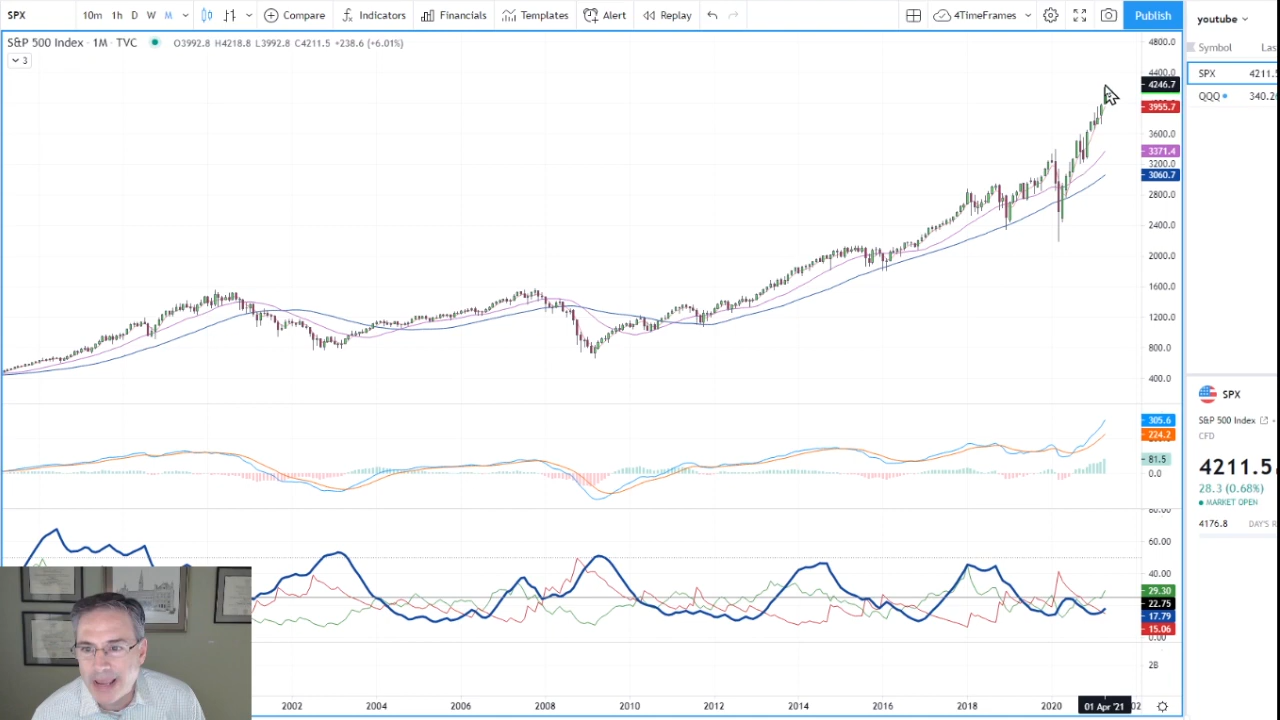 SPX 10m 1h D W M Compare Indicators Financials Templates Alert Replay 4TimeFrames Publish
youtube
S&P 500 Index · 1M · TVC O3992.8 H4218.8 L3992.8 C4211.5 +238.6 (+6.01%)
3
Symbol Las
SPX 4211.5
QQQ 340.26
4800.0
4400.0
4246.7
3955.7
3600.0
3371.4
3200.0
3060.7
2800.0
2400.0
2000.0
1600.0
1200.0
800.0
400.0
SPX
S&P 500 Index
CFD
4211.5
28.3 (0.68%)
MARKET OPEN
4176.8 DAY'S R
305.6
224.2
81.5
0.0
80.00
60.00
40.00
29.30
22.75
17.79
15.06
0.00
2B
2002 2004 2006 2008 2010 2012 2014 2016 2018 2020 01 Apr '21